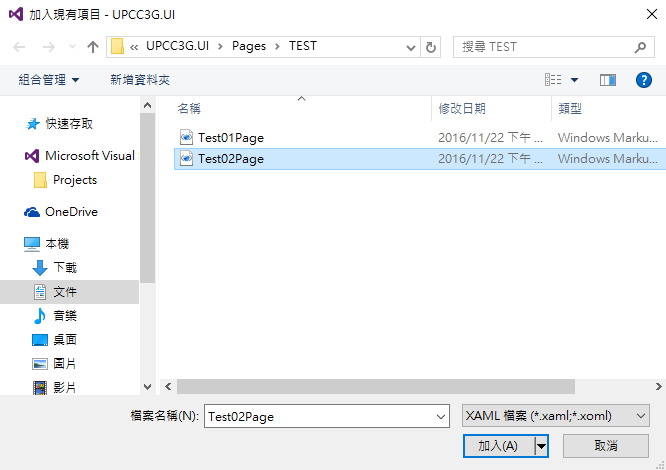 加入現有項目 - UPCC3G.UI
« UPCC3G.UI > Pages > TEST
搜尋 TEST
組合管理
新增資料夾
名稱
修改日期
類型
快速存取
Microsoft Visual
Projects
OneDrive
本機
下載
文件
音樂
桌面
圖片
影片
Test01Page 2016/11/22 下午 ... Windows Marku...
Test02Page 2016/11/22 下午 ... Windows Marku...
檔案名稱(N): Test02Page
XAML 檔案 (*.xaml;*.xoml)
加入(A)
取消